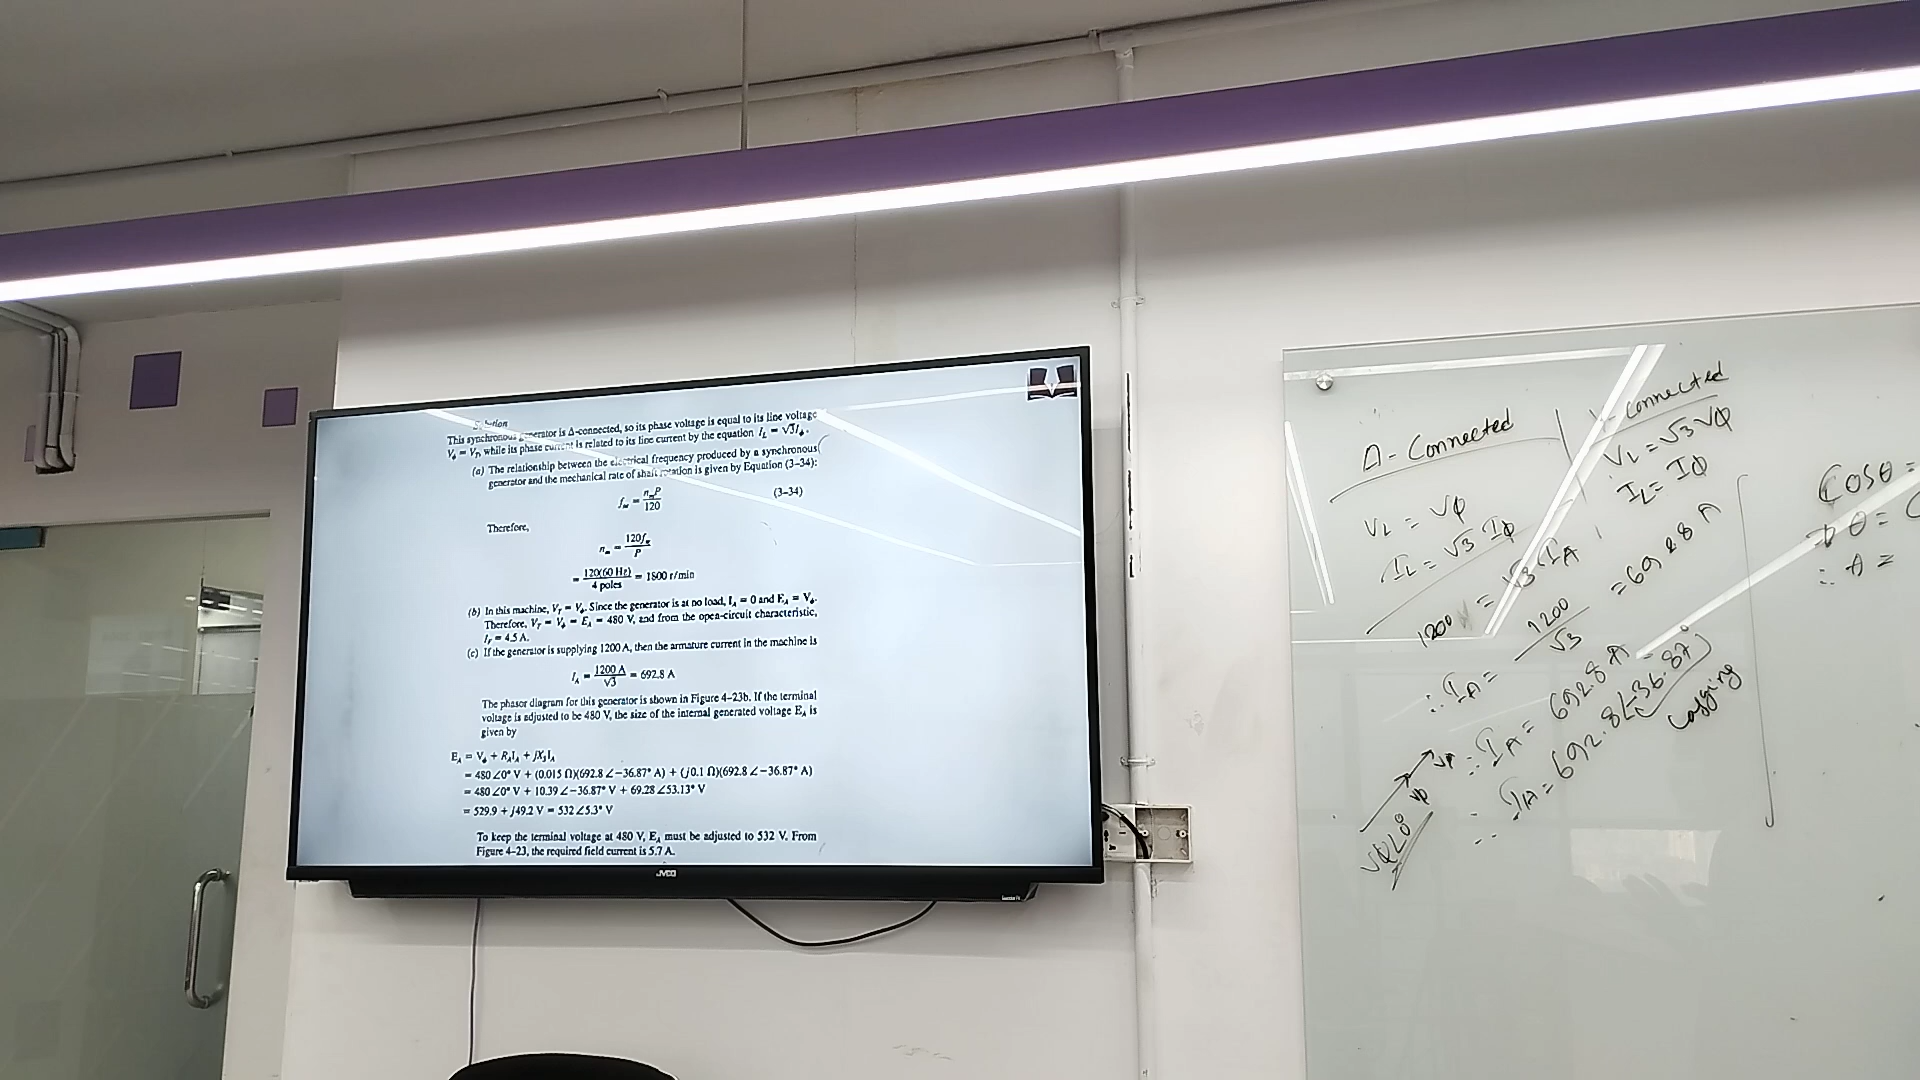 Solution
This synchronous generator is Δ-connected, so its phase voltage is equal to its line voltage
Vϕ = VT, while its phase current is related to its line current by the equation IL = √3Iϕ.
(a) The relationship between the electrical frequency produced by a synchronous
generator and the mechanical rate of shaft rotation is given by Equation (3–34):
fse = nmP/120 (3–34)
Therefore,
nm = 120fse/P
= 120(60 Hz)/4 poles = 1800 r/min
(b) In this machine, VT = Vϕ. Since the generator is at no load, IA = 0 and EA = Vϕ.
Therefore, VT = Vϕ = EA = 480 V, and from the open-circuit characteristic,
IF = 4.5 A.
(c) If the generator is supplying 1200 A, then the armature current in the machine is
IA = 1200 A/√3 = 692.8 A
The phasor diagram for this generator is shown in Figure 4–23b. If the terminal
voltage is adjusted to be 480 V, the size of the internal generated voltage EA is
given by
EA = Vϕ + RAIA + jXSIA
= 480 ∠0° V + (0.015 Ω)(692.8 ∠−36.87° A) + (j0.1 Ω)(692.8 ∠−36.87° A)
= 480 ∠0° V + 10.39 ∠−36.87° V + 69.28 ∠53.13° V
= 529.9 + j49.2 V = 532 ∠5.3° V
To keep the terminal voltage at 480 V, EA must be adjusted to 532 V. From
Figure 4–23, the required field current is 5.7 A.
JVCO
Δ - Connected
VL = Vϕ
IL = √3 Iϕ
1200 = √3 IA
∴ IA = 1200/√3 = 692.8 A
∴ IA = 692.8 A
∴ IA = 692.8∠-36.87°
Lagging
Vϕ∠0°
Y- Connected
VL = √3 Vϕ
IL = Iϕ
Cosθ =
θ =
∴ θ =